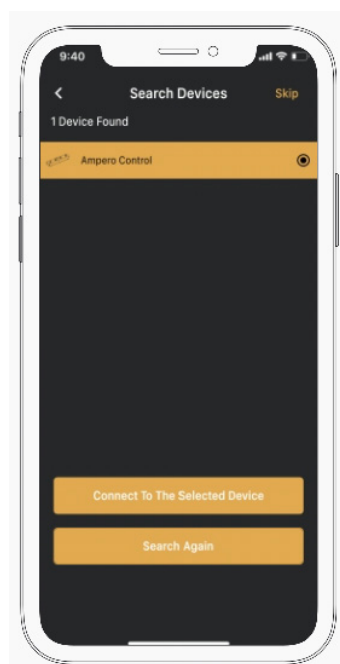 9:40
Search Devices
Skip
1 Device Found
Ampero Control
Connect To The Selected Device
Search Again